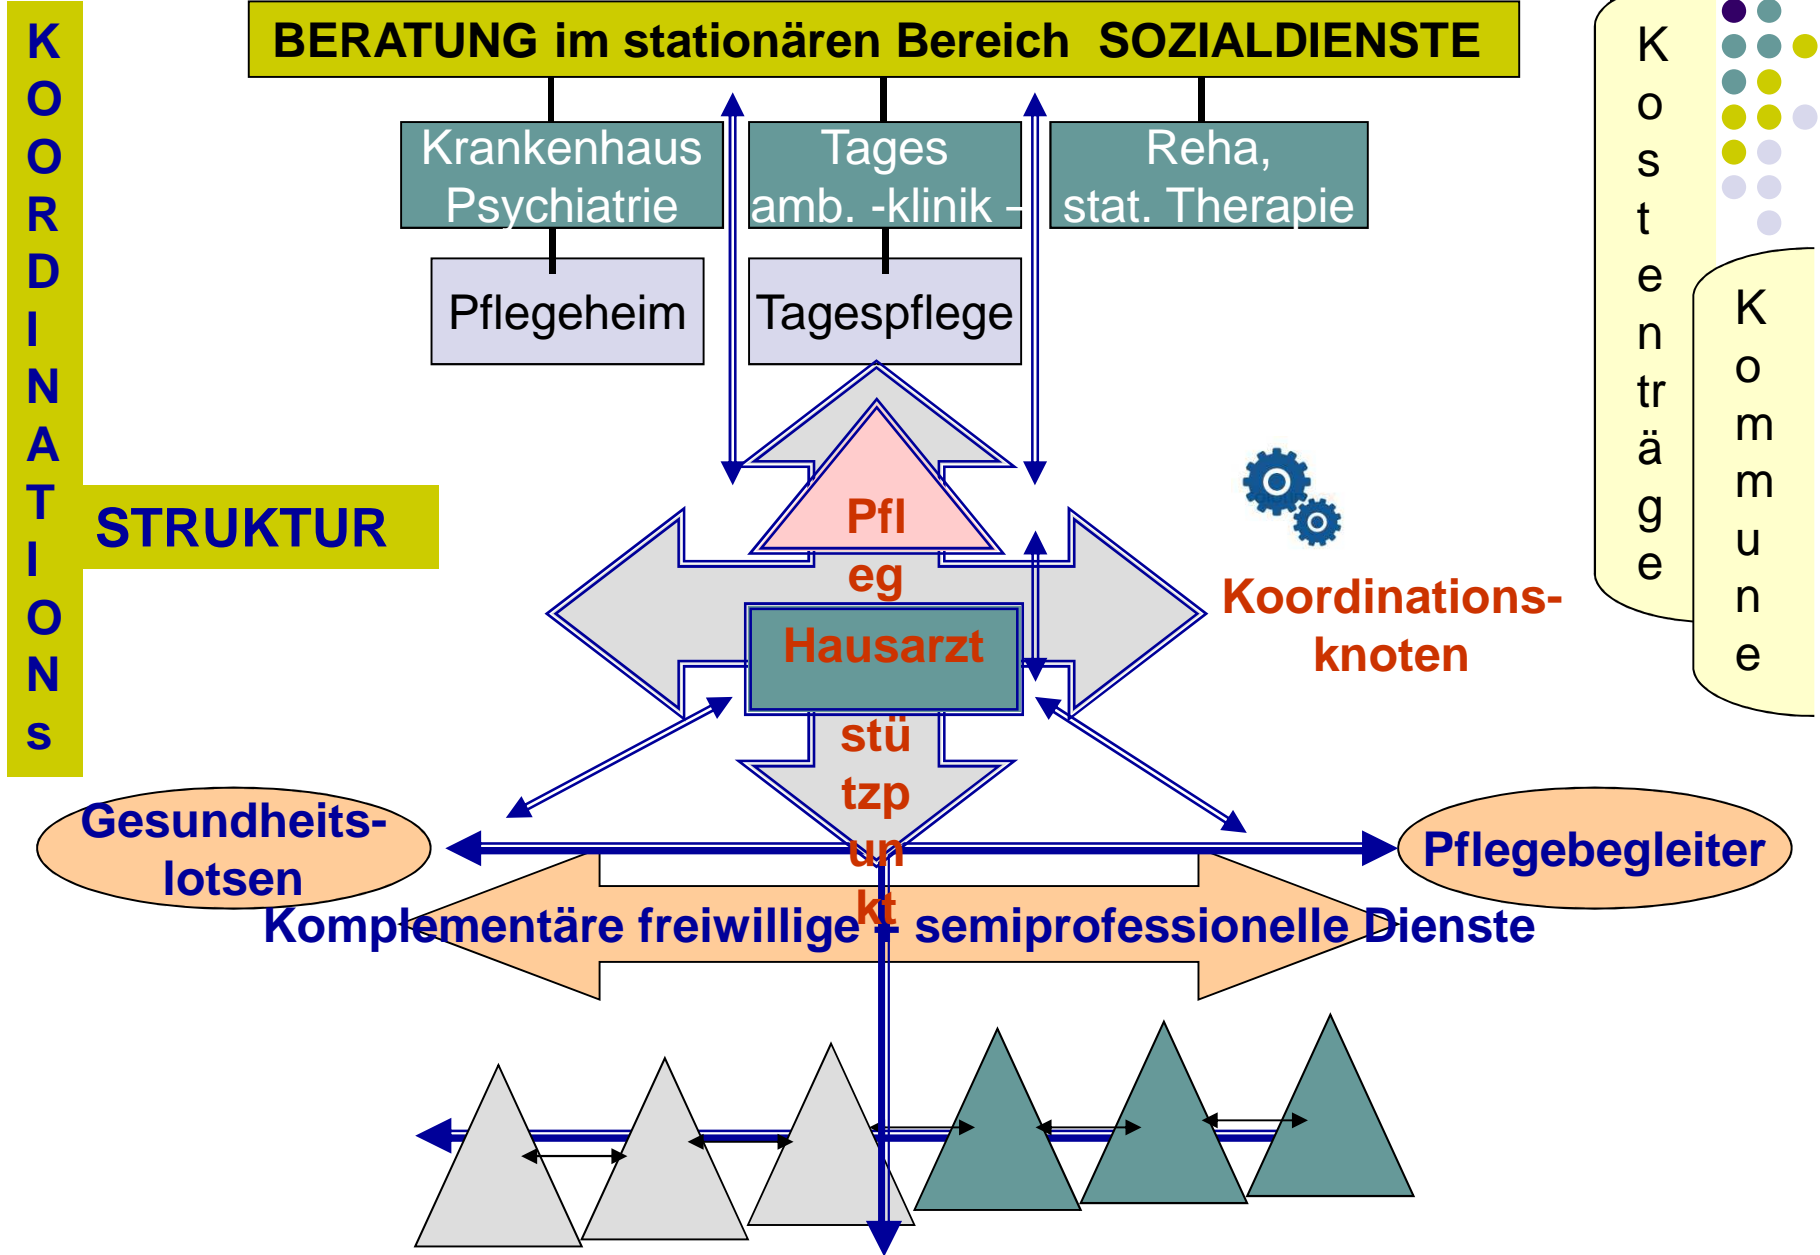 K
O
O
R
D
I
N
A
T
I
O
N
s
STRUKTUR
BERATUNG im stationären Bereich SOZIALDIENSTE
Krankenhaus
Psychiatrie
Tages
amb. -klinik –
Reha,
stat. Therapie
Pflegeheim
Tagespflege
K
o
s
t
e
n
tr
ä
g
e
K
o
m
m
u
n
e
Pfl
eg
Hausarzt
stü
tzp
un
kt
Koordinations-
knoten
Gesundheits-
lotsen
Pflegebegleiter
Komplementäre freiwillige + semiprofessionelle Dienste